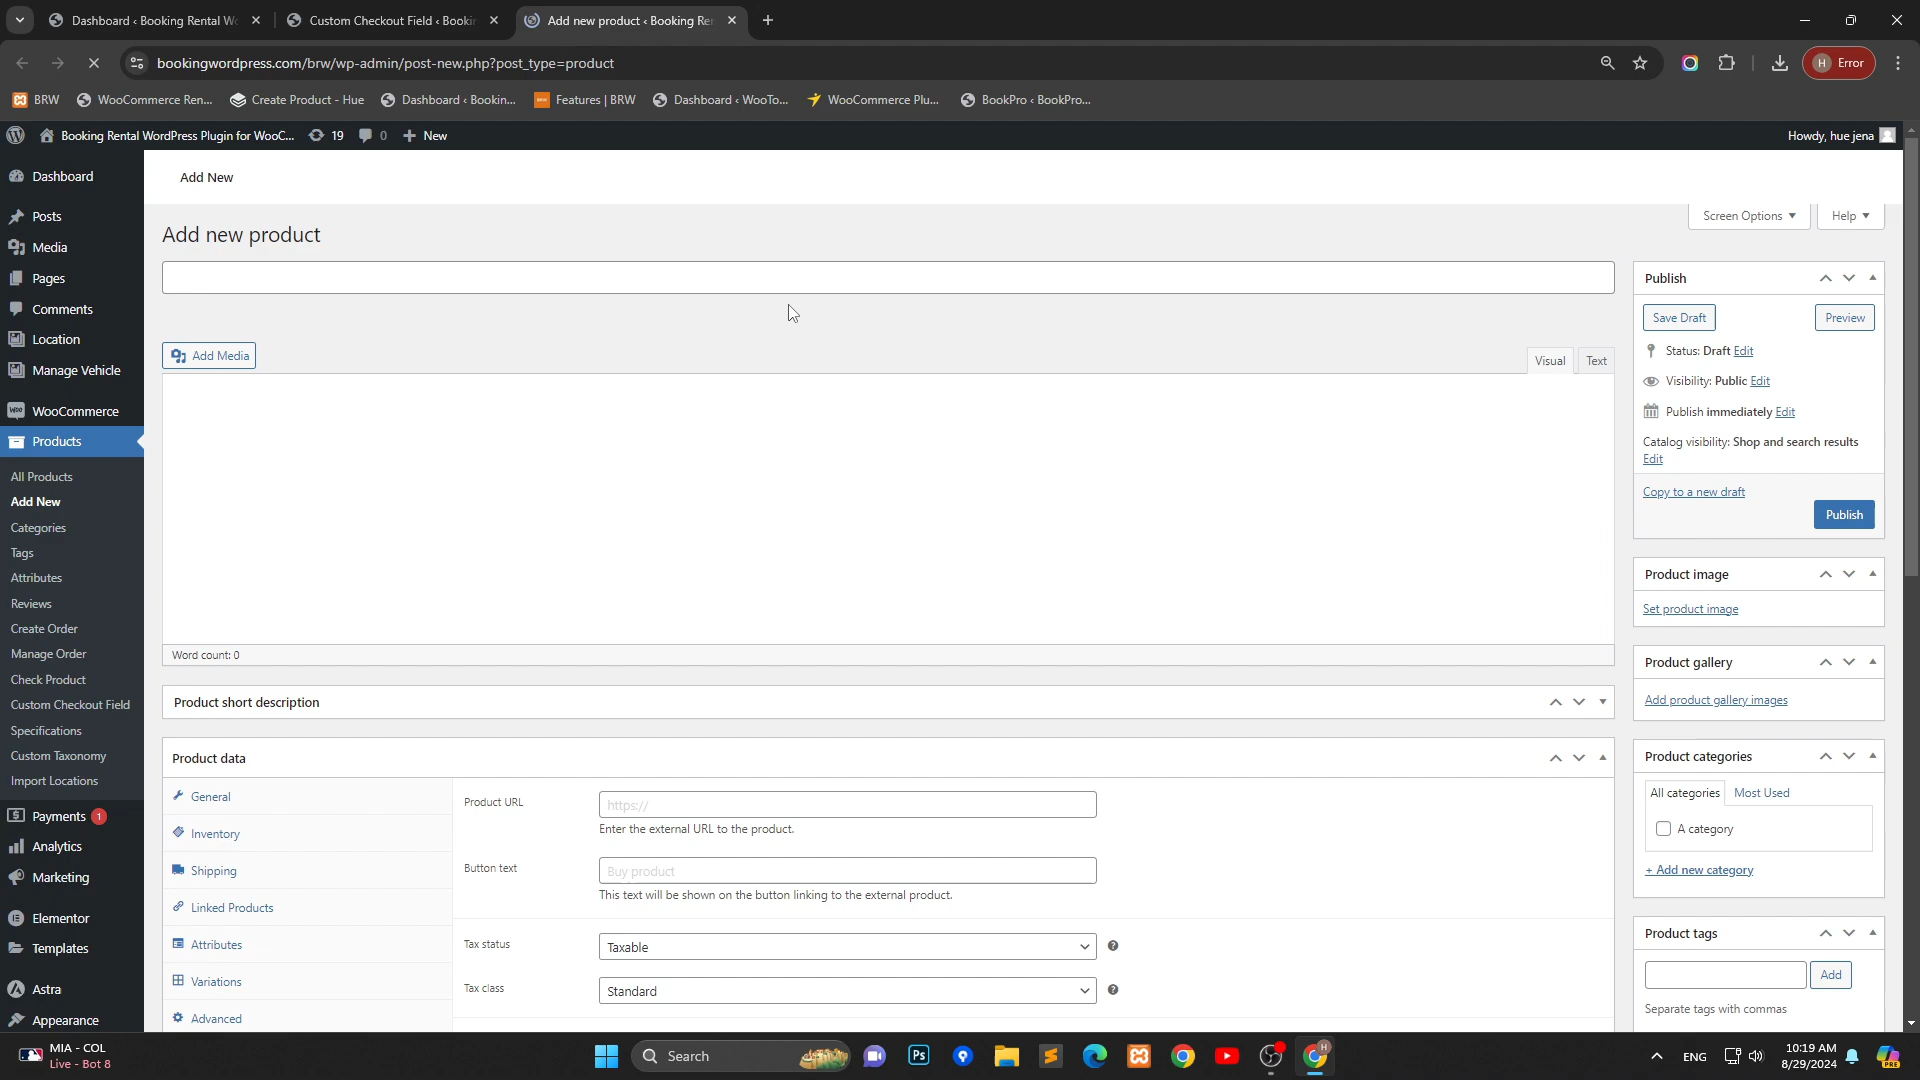 Dashboard ‹ Booking Rental Wo
Custom Checkout Field ‹ Bookin
Add new product ‹ Booking Ren
bookingwordpress.com/brw/wp-admin/post-new.php?post_type=product
H Error
BRW
WooCommerce Ren...
Create Product - Hue
Dashboard ‹ Bookin...
Features | BRW
Dashboard ‹ WooTo...
WooCommerce Plu...
BookPro ‹ BookPro...
Booking Rental WordPress Plugin for WooC...
19
0
New
Howdy, hue jena
Dashboard
Posts
Media
Pages
Comments
Location
Manage Vehicle
WooCommerce
Products
All Products
Add New
Categories
Tags
Attributes
Reviews
Create Order
Manage Order
Check Product
Custom Checkout Field
Specifications
Custom Taxonomy
Import Locations
Payments 1
Analytics
Marketing
Elementor
Templates
Astra
Appearance
Add New
Screen Options
Help
Add new product
Add Media
Visual
Text
Word count: 0
Product short description
Product data
General
Inventory
Shipping
Linked Products
Attributes
Variations
Advanced
Product URL
https://
Enter the external URL to the product.
Button text
Buy product
This text will be shown on the button linking to the external product.
Tax status
Taxable
Tax class
Standard
Publish
Save Draft
Preview
Status: Draft Edit
Visibility: Public Edit
Publish immediately Edit
Catalog visibility: Shop and search results
Edit
Copy to a new draft
Publish
Product image
Set product image
Product gallery
Add product gallery images
Product categories
All categories
Most Used
A category
+ Add new category
Product tags
Add
Separate tags with commas
MIA - COL
Live - Bot 8
Search
Ps
H
ENG
10:19 AM
8/29/2024
PRE